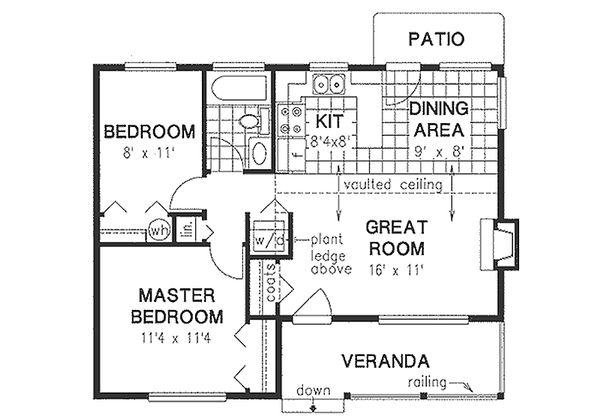 PATIO
BEDROOM
8' x 11'
KIT
8'4x8'
DINING
AREA
9' x 8'
f
vaulted ceiling
wh
lin.
w/d
plant
ledge
above
GREAT
ROOM
16' x 11'
coats
MASTER
BEDROOM
11'4 x 11'4
VERANDA
down
railing